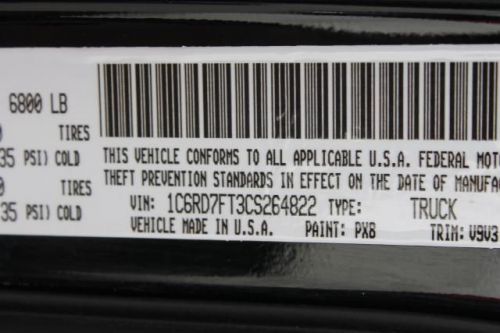 6800 LB
TIRES
35 PSI) COLD
TIRES
35 PSI) COLD
THIS VEHICLE CONFORMS TO ALL APPLICABLE U.S.A. FEDERAL MOTOR
THEFT PREVENTION STANDARDS IN EFFECT ON THE DATE OF MANUFA
VIN: 1C6RD7FT3CS264822 TYPE: TRUCK
VEHICLE MADE IN U.S.A. PAINT: PX8 TRIM: V9V3